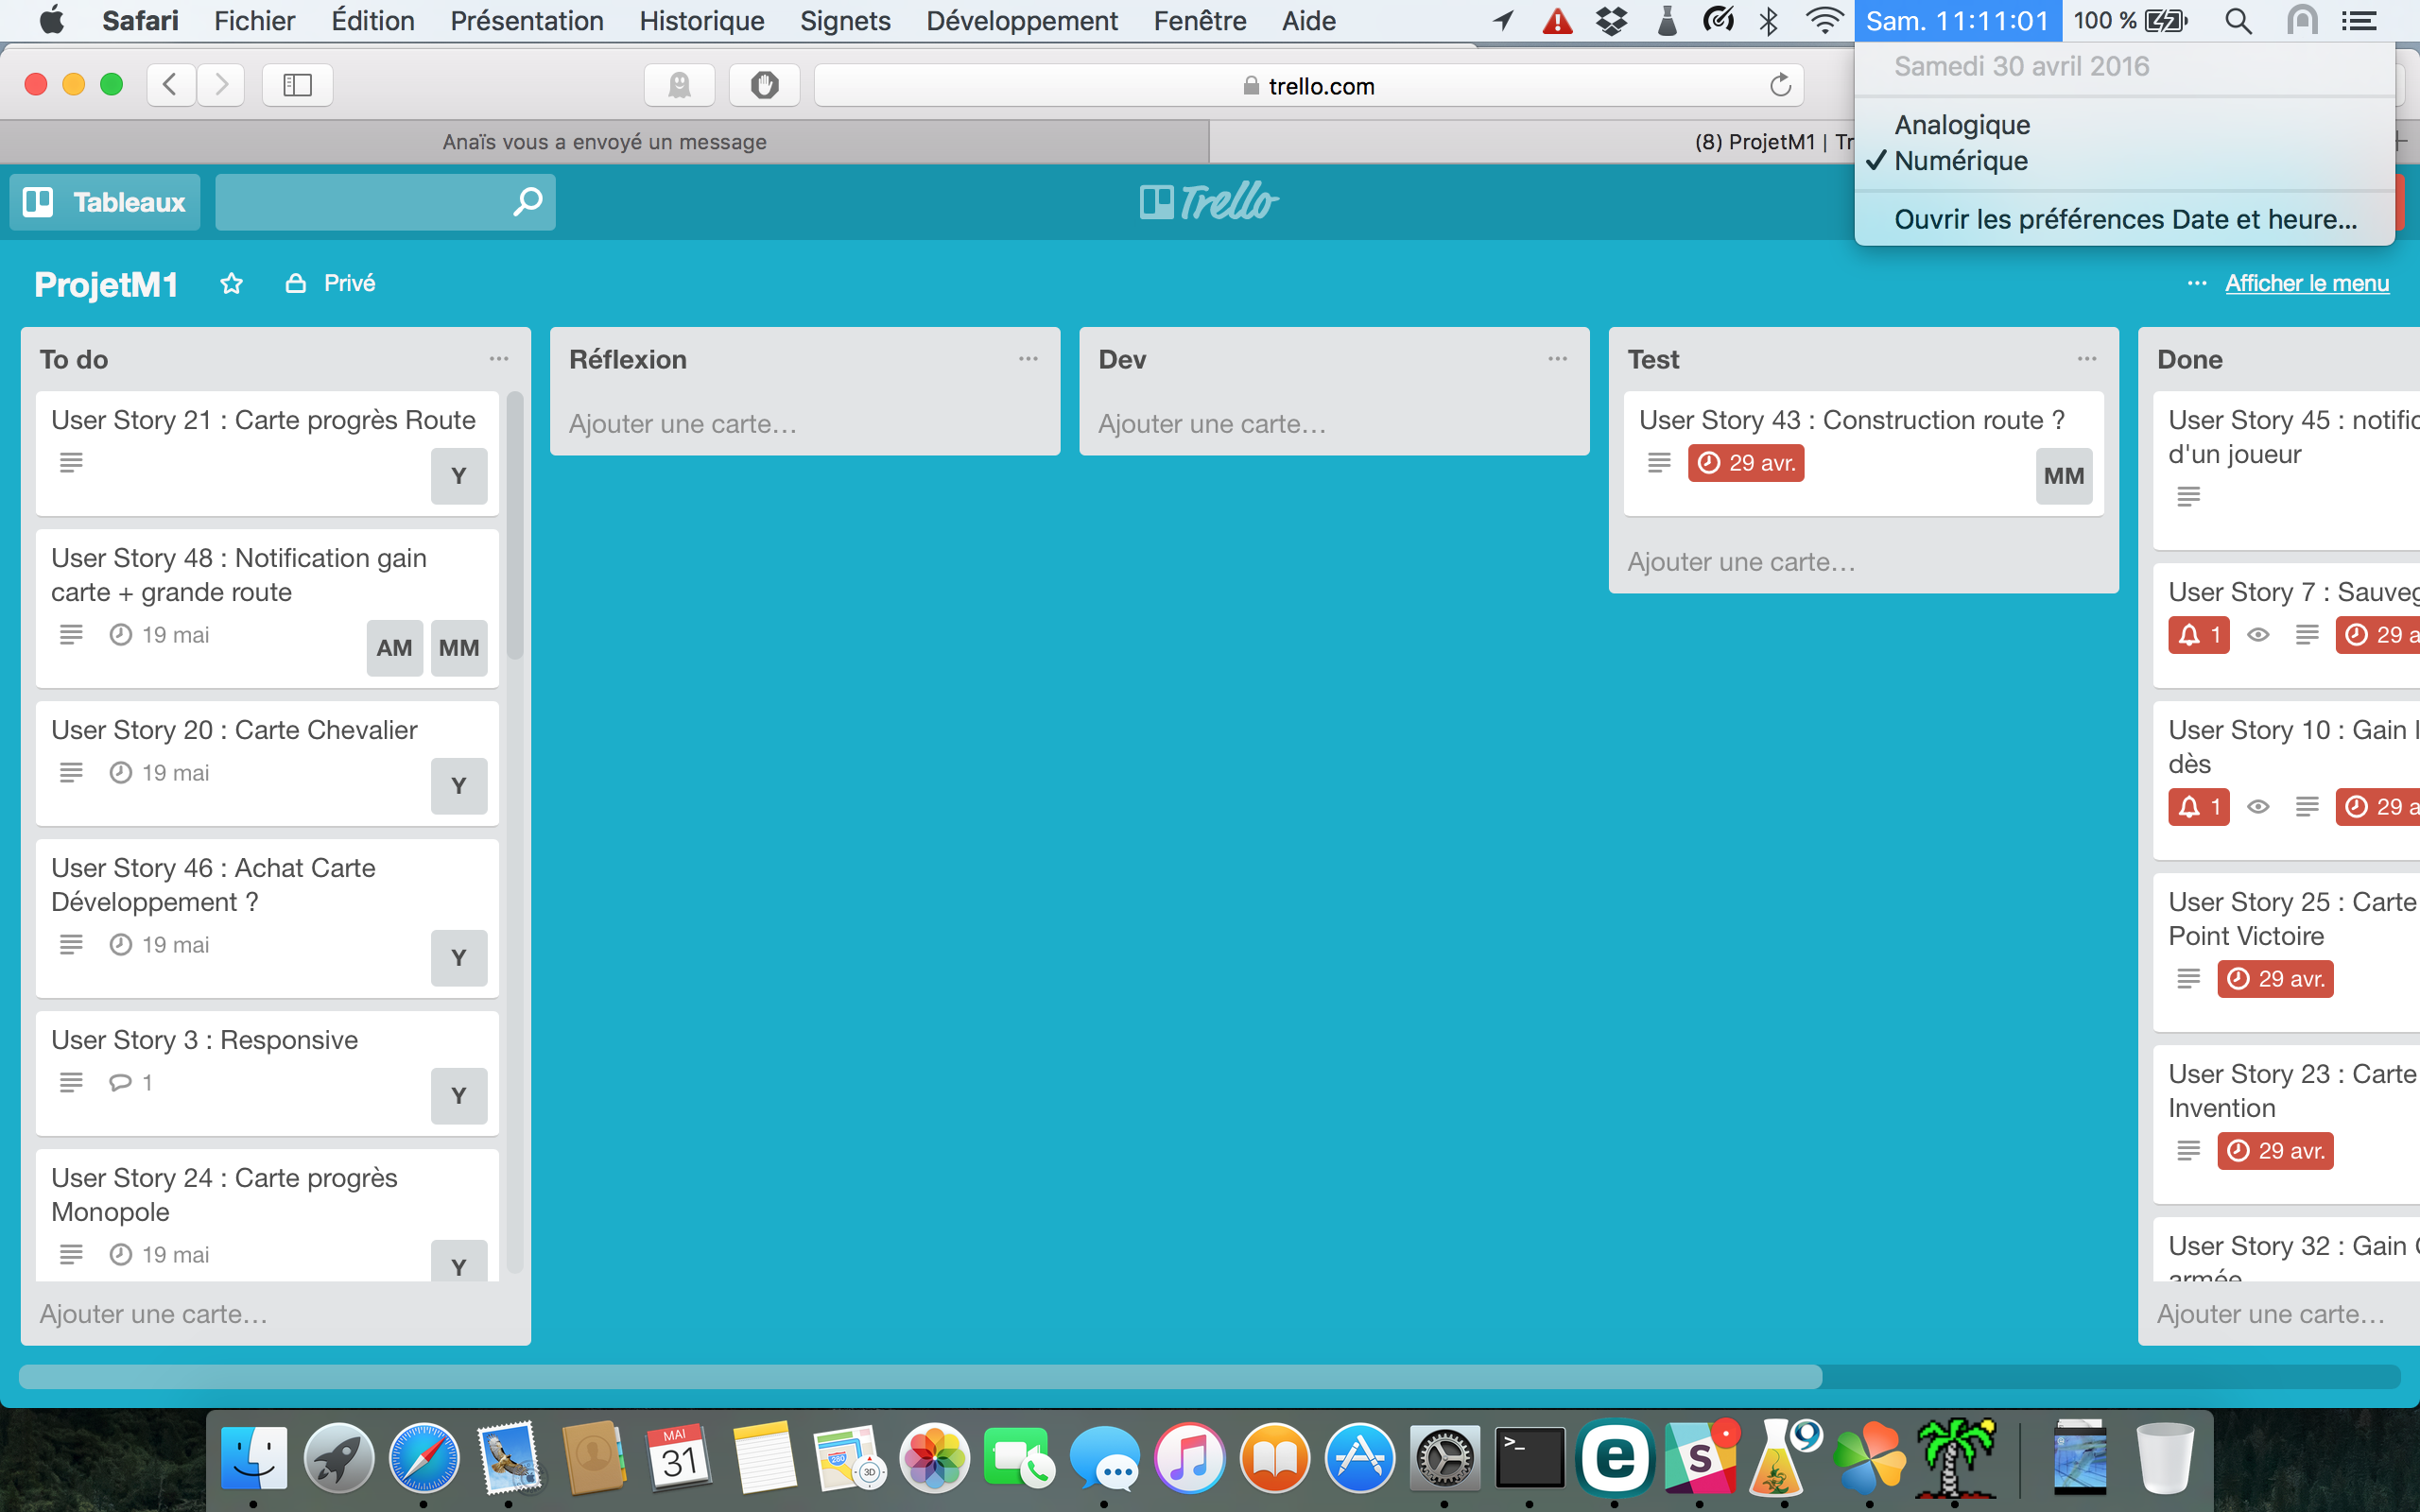 Safari Fichier Édition Présentation Historique Signets Développement Fenêtre Aide Sam. 11:11:01 100 %
Samedi 30 avril 2016
Analogique
✓ Numérique
Ouvrir les préférences Date et heure...
trello.com
Anaïs vous a envoyé un message
(8) ProjetM1 | Tr
Tableaux
Trello
ProjetM1 Privé
... Afficher le menu
To do
User Story 21 : Carte progrès Route
Y
User Story 48 : Notification gain
carte + grande route
19 mai
AM MM
User Story 20 : Carte Chevalier
19 mai
Y
User Story 46 : Achat Carte
Développement ?
19 mai
Y
User Story 3 : Responsive
1
Y
User Story 24 : Carte progrès
Monopole
19 mai
Y
Ajouter une carte…
Réflexion
Ajouter une carte…
Dev
Ajouter une carte…
Test
User Story 43 : Construction route ?
29 avr.
MM
Ajouter une carte…
Done
User Story 45 : notific
d'un joueur
User Story 7 : Sauveg
1 29 a
User Story 10 : Gain
dès
1 29 a
User Story 25 : Carte
Point Victoire
29 avr.
User Story 23 : Carte
Invention
29 avr.
User Story 32 : Gain
armée
Ajouter une carte…
MAI
31
280
3D
>_
e
S
9